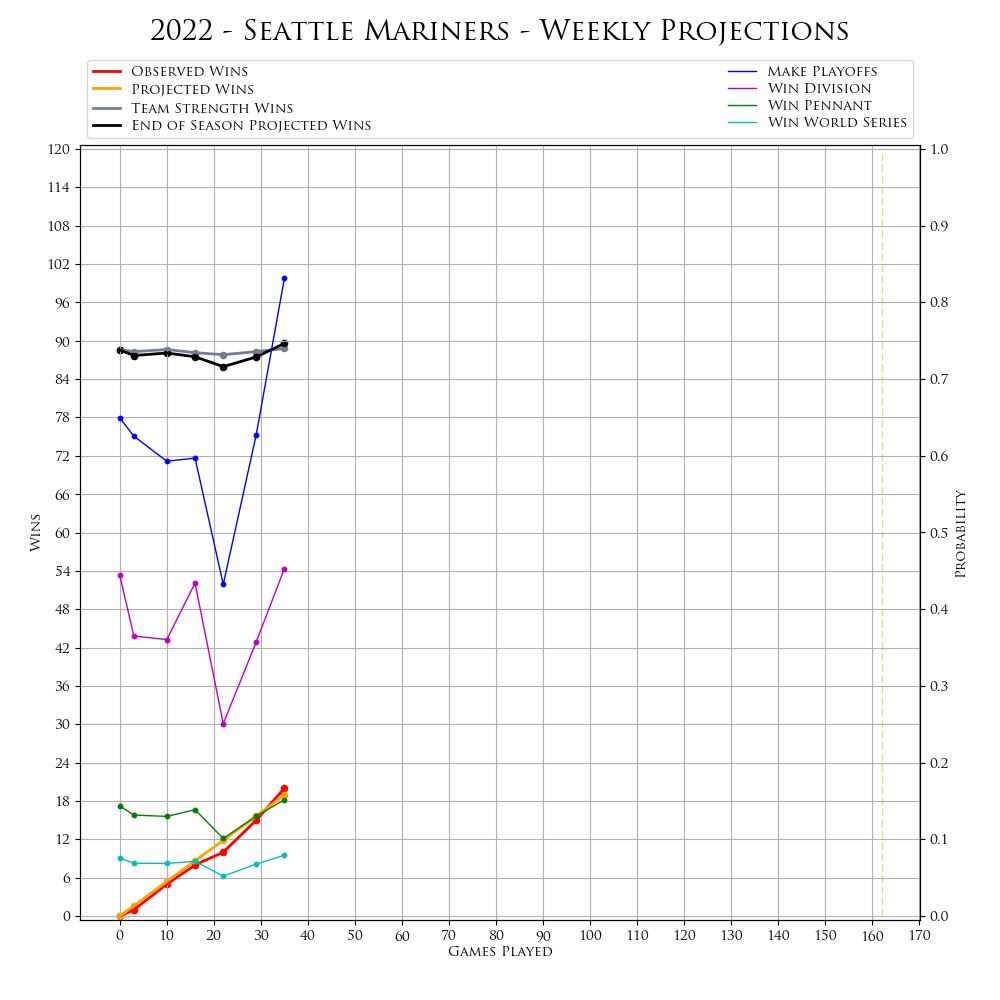 2022 - Seattle Mariners - Weekly Projections
Observed Wins
Projected Wins
Team Strength Wins
End of Season Projected Wins
Make Playoffs
Win Division
Win Pennant
Win World Series
120
114
108
102
96
90
84
78
72
66
60
54
48
42
36
30
24
18
12
6
0
Wins
1.0
0.9
0.8
0.7
0.6
0.5
0.4
0.3
0.2
0.1
0.0
Probability
0 10 20 30 40 50 60 70 80 90 100 110 120 130 140 150 160 170
Games Played